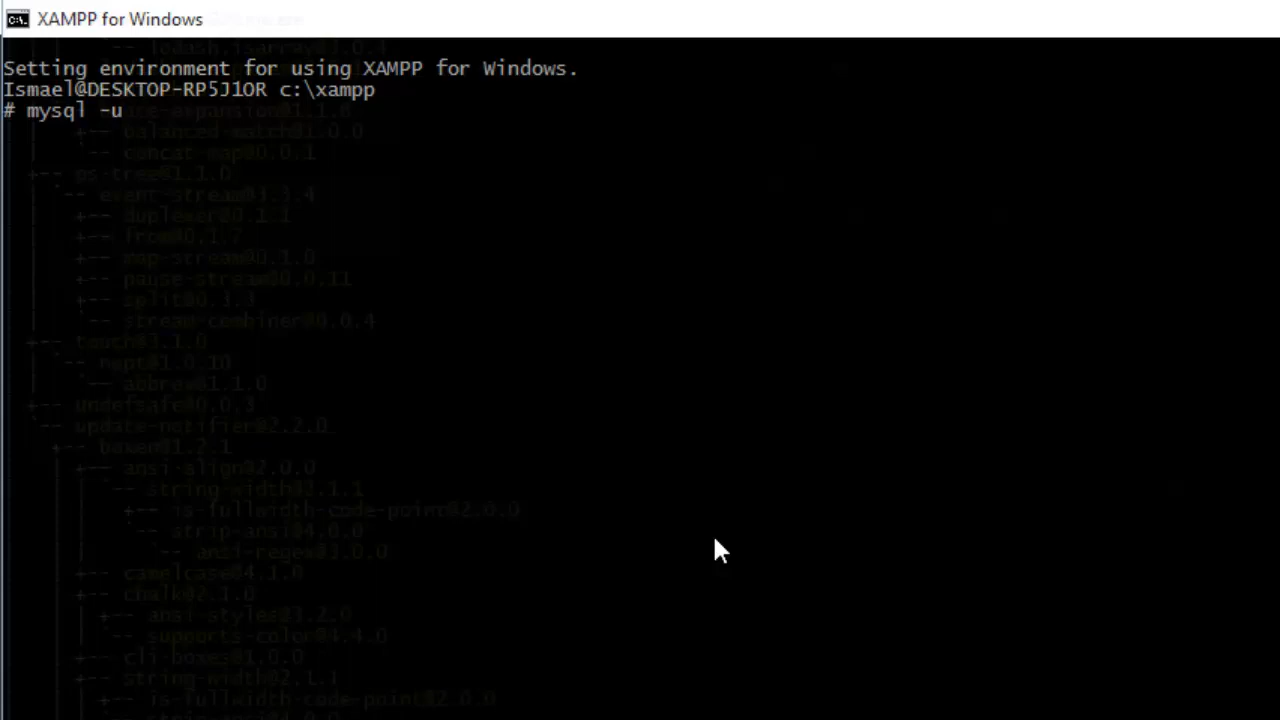 XAMPP for Windows
lodash.isarray@3.0.4
Setting environment for using XAMPP for Windows.
Ismael@DESKTOP-RP5J1OR c:\xampp
# mysql -u
balanced-match@1.0.0
concat-map@0.0.1
ps-tree@1.1.0
event-stream@3.3.4
duplexer@0.1.1
from@0.1.7
map-stream@0.1.0
pause-stream@0.0.11
split@0.3.3
stream-combiner@0.0.4
touch@3.1.0
nopt@1.0.10
abbrev@1.1.0
undefsafe@0.0.3
update-notifier@2.2.0
boxen@1.2.1
ansi-align@2.0.0
string-width@2.1.1
is-fullwidth-code-point@2.0.0
strip-ansi@4.0.0
ansi-regex@3.0.0
camelcase@4.1.0
chalk@2.1.0
ansi-styles@3.2.0
supports-color@4.4.0
cli-boxes@1.0.0
string-width@2.1.1
is-fullwidth-code-point@2.0.0